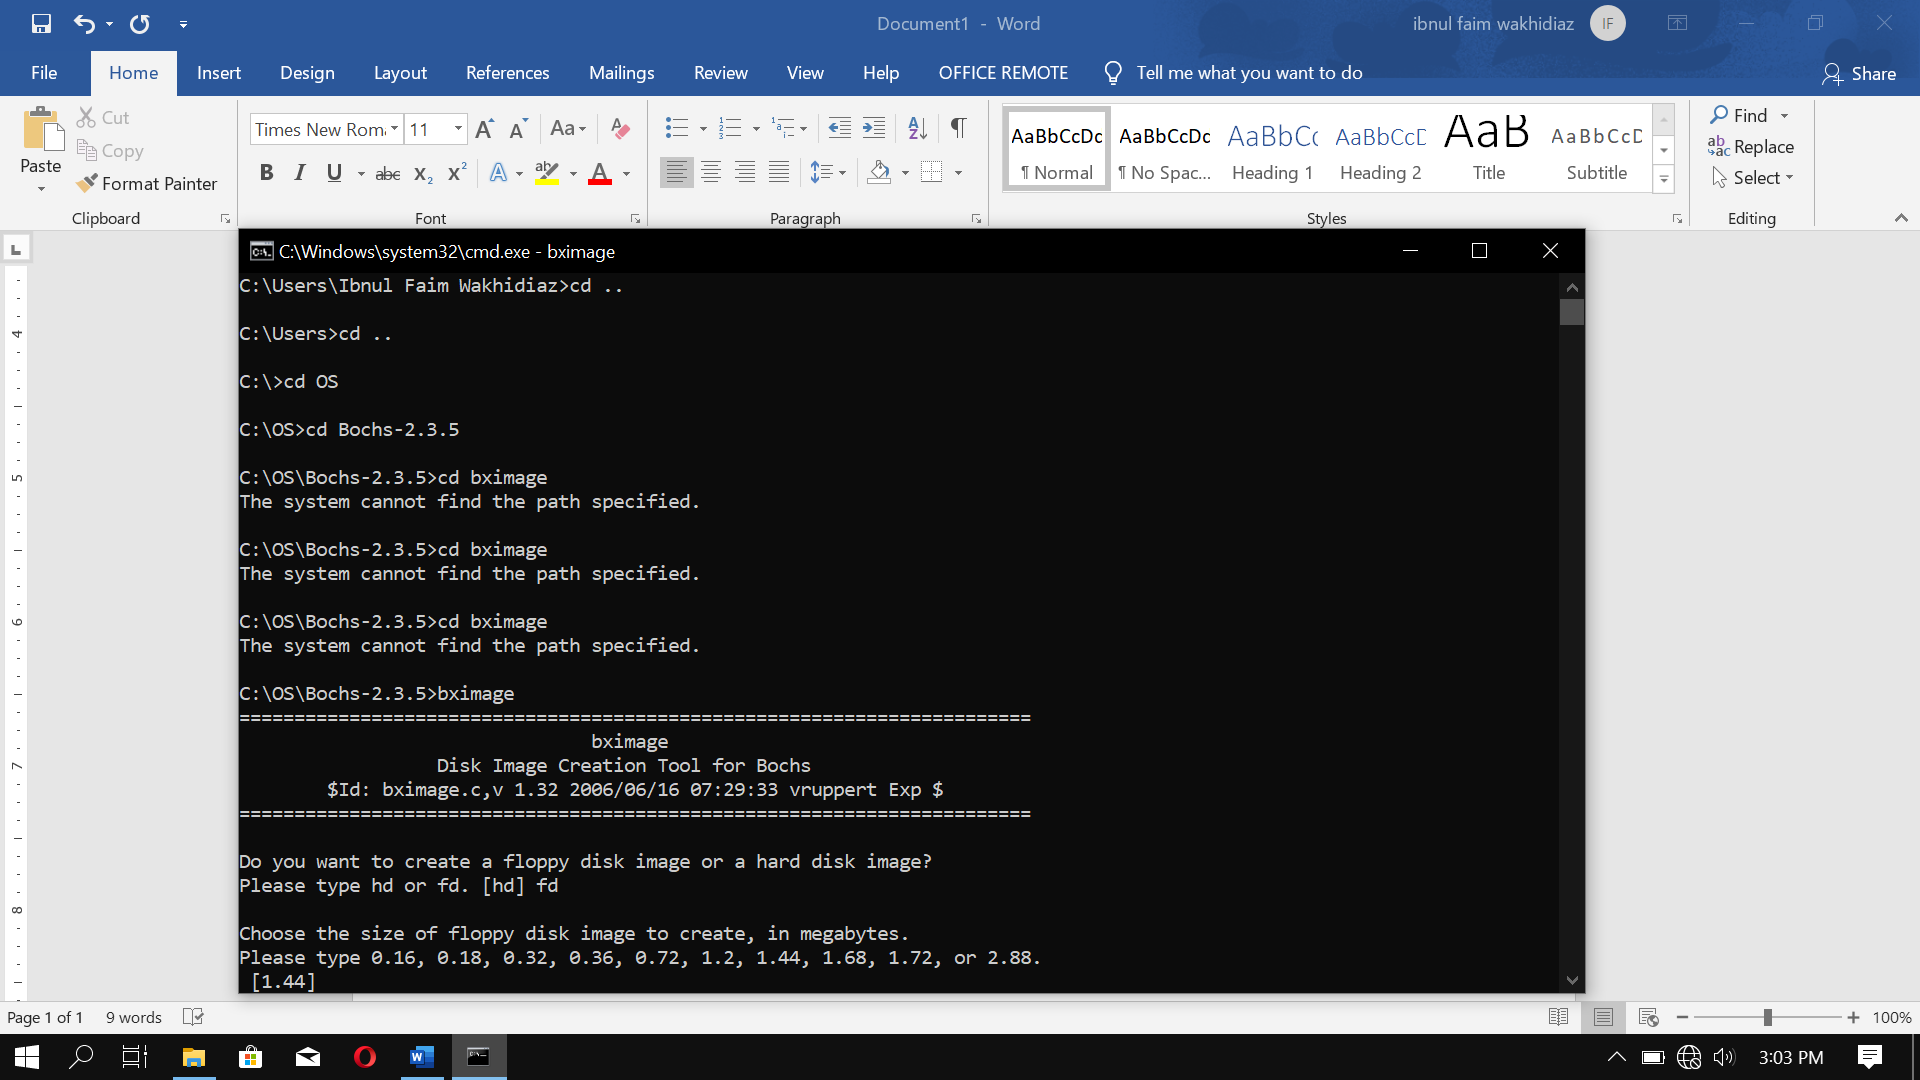 Document1 - Word
ibnul faim wakhidiaz
IF
File
Home
Insert
Design
Layout
References
Mailings
Review
View
Help
OFFICE REMOTE
Tell me what you want to do
Share
Paste
Cut
Copy
Format Painter
Clipboard
Times New Rom
11
Font
Paragraph
AaBbCcDc
¶ Normal
AaBbCcDc
¶ No Spac...
AaBbCc
Heading 1
AaBbCcD
Heading 2
AaB
Title
AaBbCcD
Subtitle
Styles
Find
Replace
Select
Editing
C:\Windows\system32\cmd.exe - bximage
C:\Users\Ibnul Faim Wakhidiaz>cd ..
C:\Users>cd ..
C:\>cd OS
C:\OS>cd Bochs-2.3.5
C:\OS\Bochs-2.3.5>cd bximage
The system cannot find the path specified.
C:\OS\Bochs-2.3.5>cd bximage
The system cannot find the path specified.
C:\OS\Bochs-2.3.5>cd bximage
The system cannot find the path specified.
C:\OS\Bochs-2.3.5>bximage
========================================================================
bximage
Disk Image Creation Tool for Bochs
$Id: bximage.c,v 1.32 2006/06/16 07:29:33 vruppert Exp $
========================================================================
Do you want to create a floppy disk image or a hard disk image?
Please type hd or fd. [hd] fd
Choose the size of floppy disk image to create, in megabytes.
Please type 0.16, 0.18, 0.32, 0.36, 0.72, 1.2, 1.44, 1.68, 1.72, or 2.88.
[1.44]
4
5
6
7
8
Page 1 of 1
9 words
100%
3:03 PM